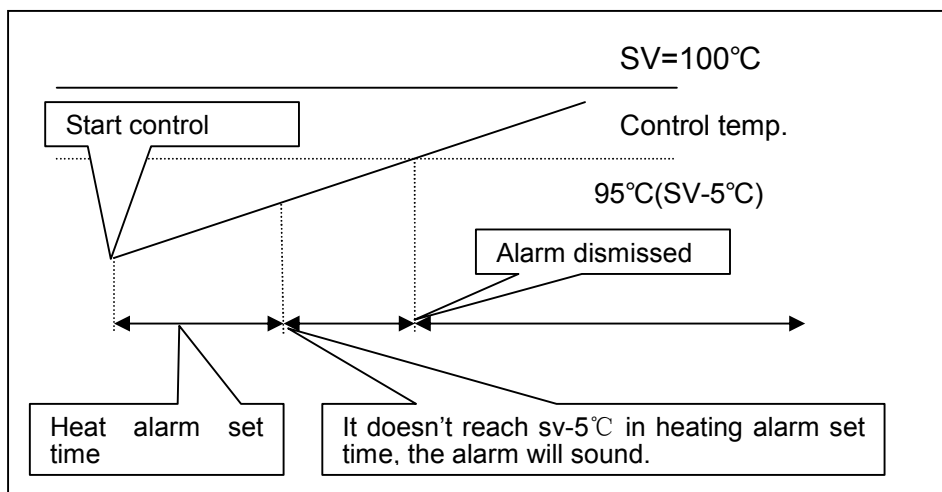 SV=100℃
Start control
Control temp.
95℃(SV-5℃)
Alarm dismissed
Heat alarm set
time
It doesn't reach sv-5℃ in heating alarm set
time, the alarm will sound.